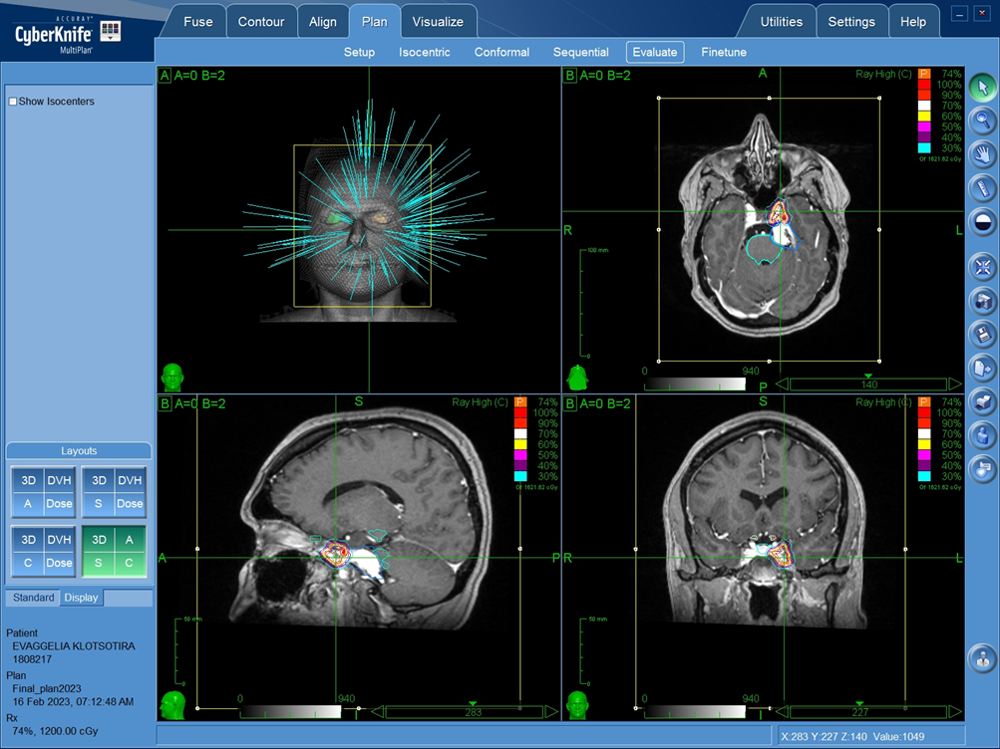 ACCURAY
CyberKnife
MultiPlan
Fuse Contour Align Plan Visualize Utilities Settings Help
Setup Isocentric Conformal Sequential Evaluate Finetune
Show Isocenters
A A=0 B=2
B A=0 B=2 A Ray High (C) P 74%
100%
90%
70%
60%
50%
40%
30%
Of 1621.62 cGy
R L
100 mm
0
0 940
P 140
B A=0 B=2 S Ray High (C) P 74%
100%
90%
70%
60%
50%
40%
30%
Of 1621.62 cGy
A P
50 mm
0
0 940
I 283
B A=0 B=2 S Ray High (C) P 74%
100%
90%
70%
60%
50%
40%
30%
Of 1621.62 cGy
R L
50 mm
0
0 940
I 227
Layouts
3D DVH 3D DVH
A Dose S Dose
3D DVH 3D A
C Dose S C
Standard Display
Patient
EVAGGELIA KLOTSOTIRA
1808217
Plan
Final_plan2023
16 Feb 2023, 07:12:48 AM
Rx
74%, 1200.00 cGy
X:283 Y:227 Z:140 Value:1049